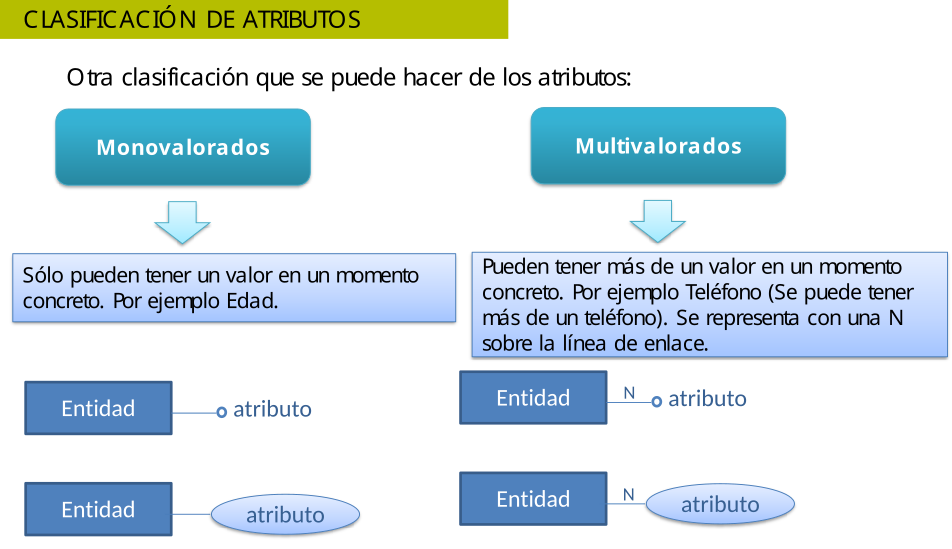 CLASIFICACIÓN DE ATRIBUTOS
Otra clasificación que se puede hacer de los atributos:
Monovalorados
Sólo pueden tener un valor en un momento
concreto. Por ejemplo Edad.
Entidad
atributo
Entidad
atributo
Multivalorados
Pueden tener más de un valor en un momento
concreto. Por ejemplo Teléfono (Se puede tener
más de un teléfono). Se representa con una N
sobre la línea de enlace.
Entidad
N
atributo
Entidad
N
atributo